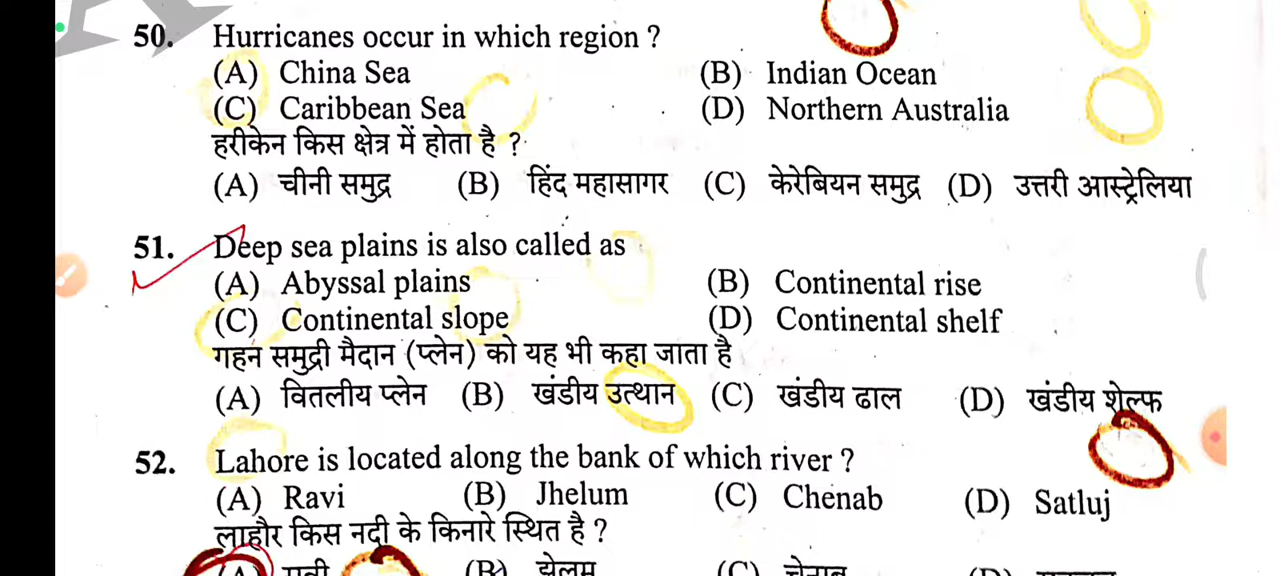 50. Hurricanes occur in which region ?
(A) China Sea (B) Indian Ocean
(C) Caribbean Sea (D) Northern Australia
हरीकेन किस क्षेत्र में होता है ?
(A) चीनी समुद्र (B) हिंद महासागर (C) केरेबियन समुद्र (D) उत्तरी आस्ट्रेलिया
51. Deep sea plains is also called as
(A) Abyssal plains (B) Continental rise
(C) Continental slope (D) Continental shelf
गहन समुद्री मैदान (प्लेन) को यह भी कहा जाता है
(A) वितलीय प्लेन (B) खंडीय उत्थान (C) खंडीय ढाल (D) खंडीय शेल्फ
52. Lahore is located along the bank of which river ?
(A) Ravi (B) Jhelum (C) Chenab (D) Satluj
लाहौर किस नदी के किनारे स्थित है ?
(A) (B) झेलम (C) चेनाब (D)